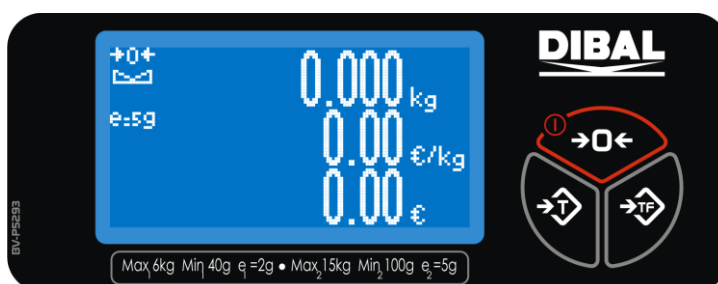 DIBAL
→0←
0.000 kg
e=5g
0.00 €/kg
0.00 €
→0←
→T←
→TF←
BV-P5293
Max₁ 6kg Min₁ 40g e₁=2g • Max₂ 15kg Min₂ 100g e₂=5g